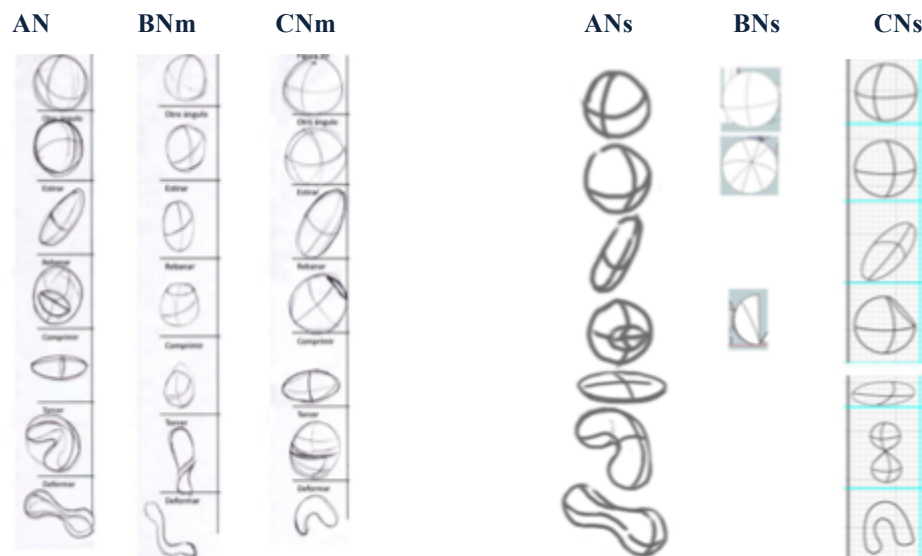 AN BNm CNm ANs BNs CNs
Otro ángulo
Estirar
Rebanar
Comprimir
Torcer
Deformar
Otro ángulo
Estirar
Rebanar
Comprimir
Torcer
Deformar
Otro ángulo
Estirar
Rebanar
Comprimir
Torcer
Deformar